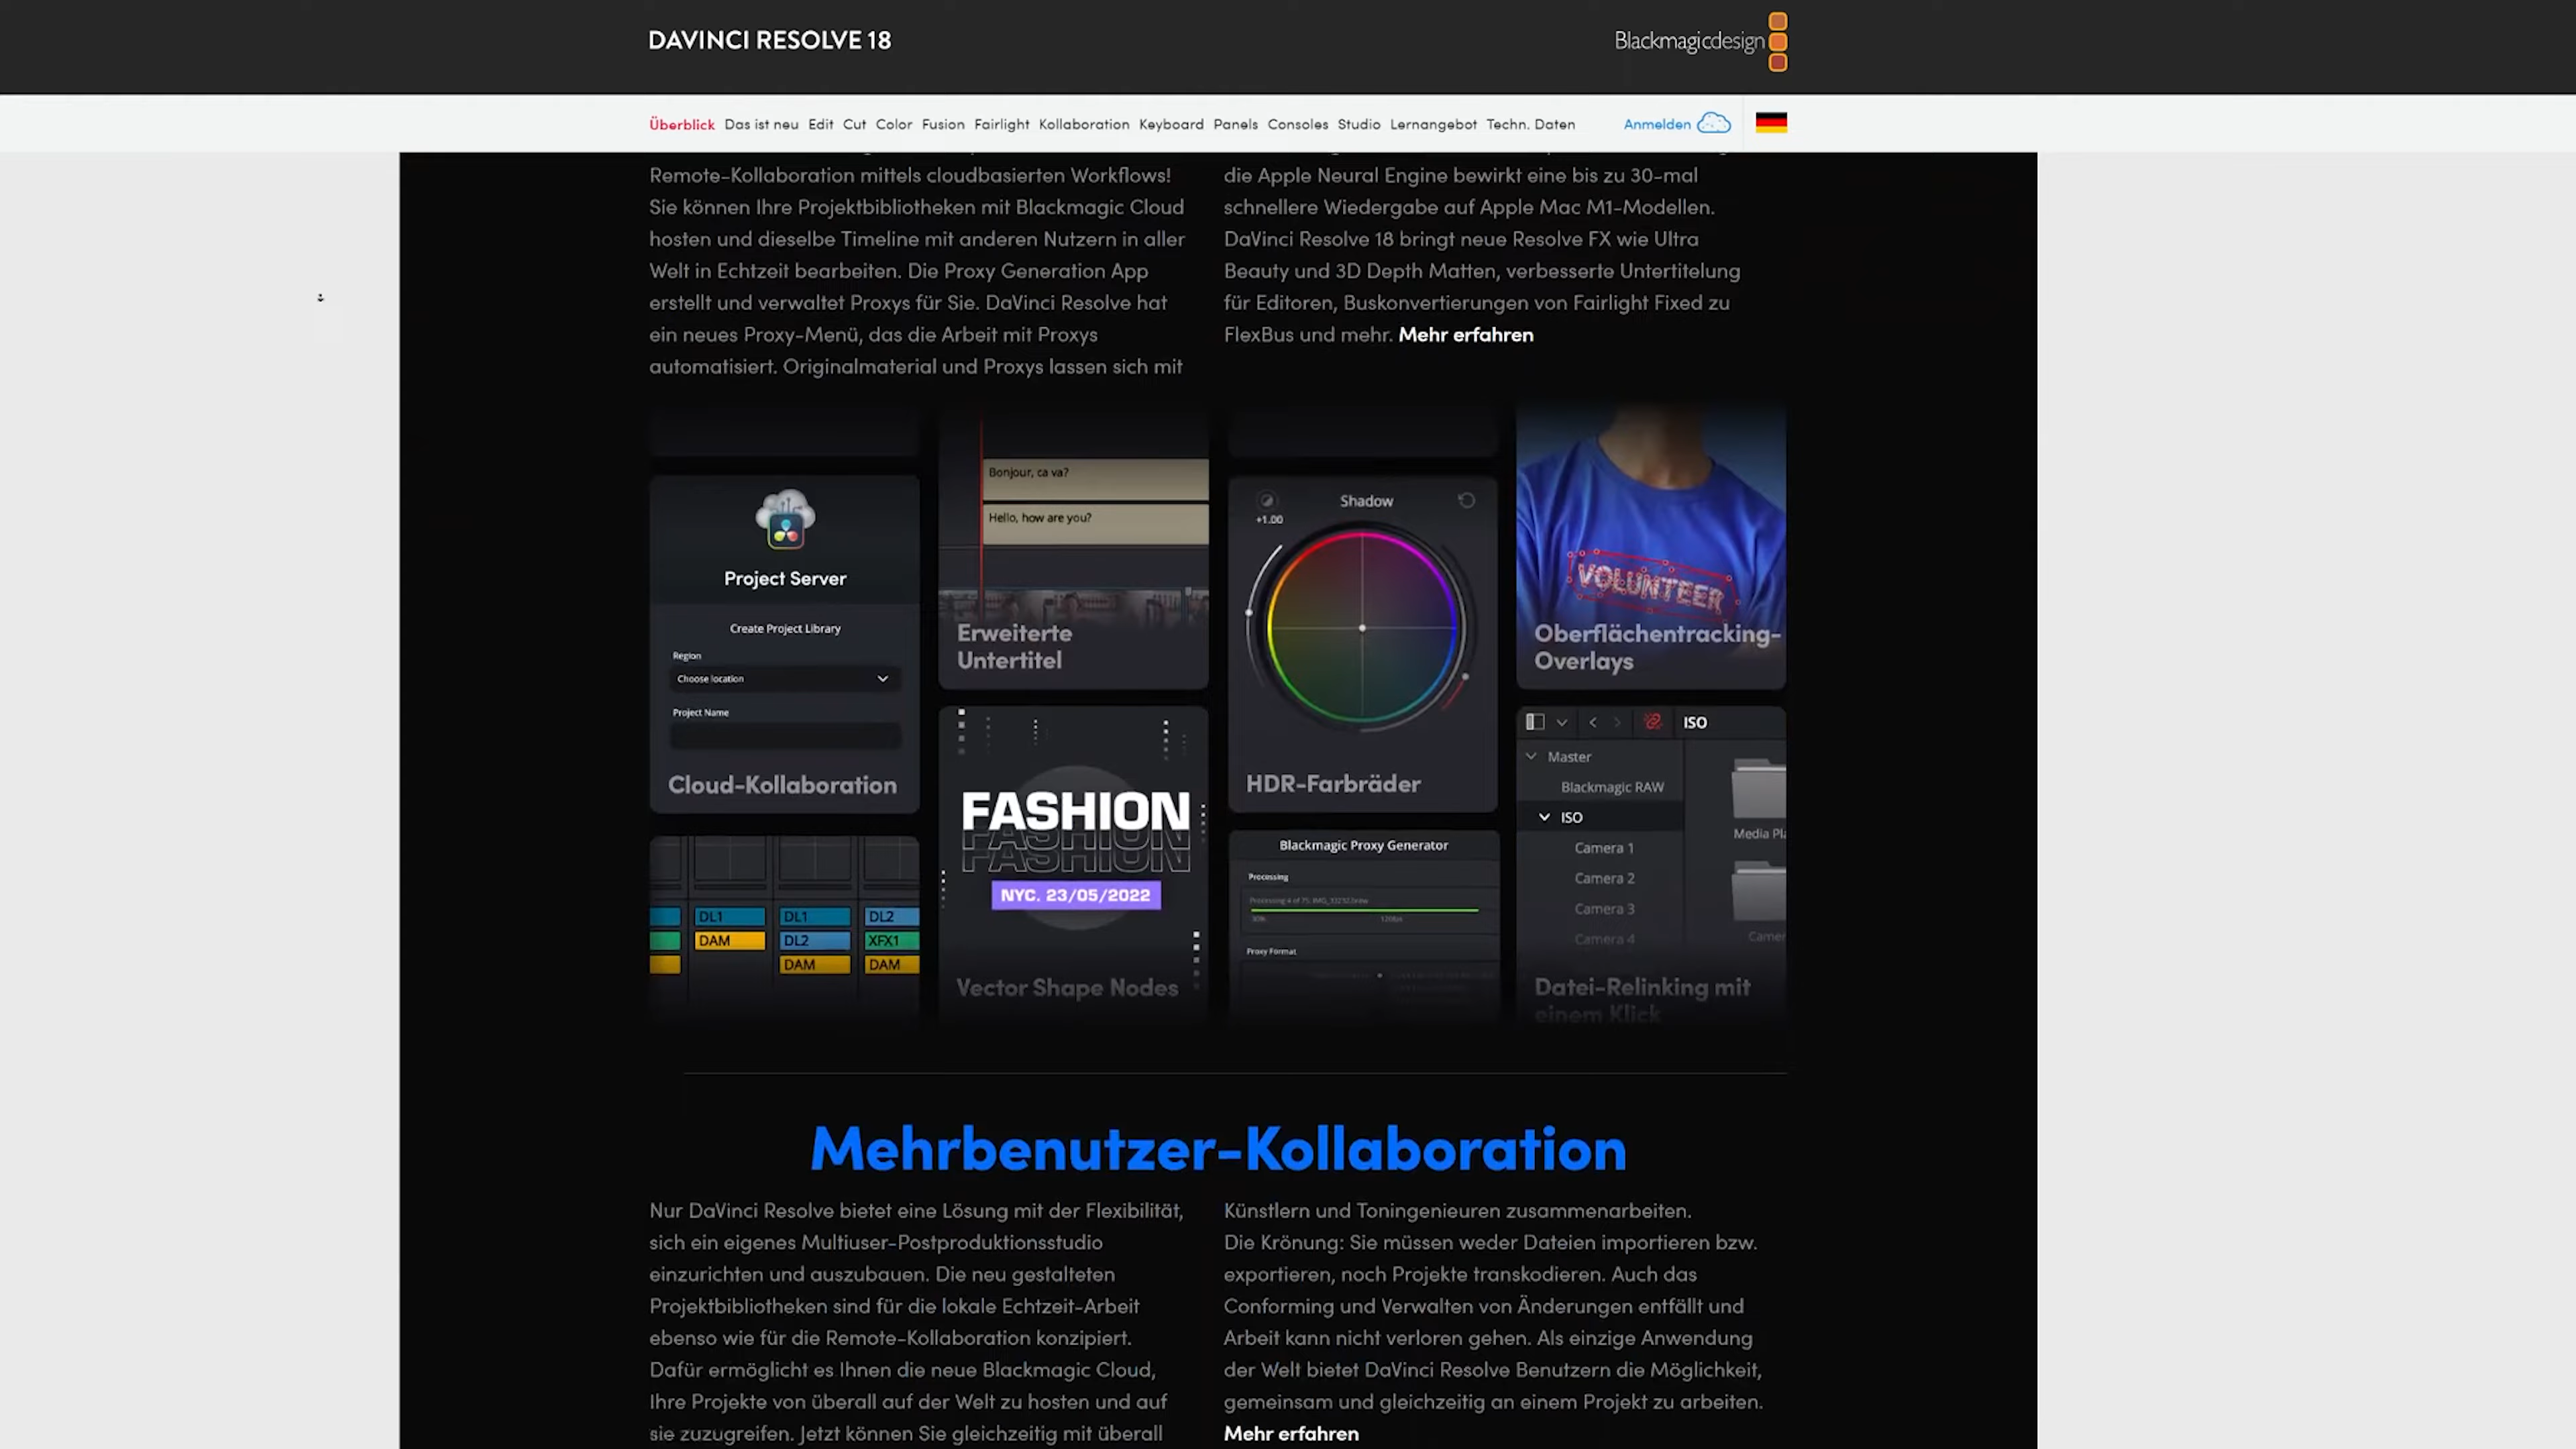 DAVINCI RESOLVE 18
Blackmagicdesign
Überblick Das ist neu Edit Cut Color Fusion Fairlight Kollaboration Keyboard Panels Consoles Studio Lernangebot Techn. Daten Anmelden
Remote-Kollaboration mittels cloudbasierten Workflows!
Sie können Ihre Projektbibliotheken mit Blackmagic Cloud
hosten und dieselbe Timeline mit anderen Nutzern in aller
Welt in Echtzeit bearbeiten. Die Proxy Generation App
erstellt und verwaltet Proxys für Sie. DaVinci Resolve hat
ein neues Proxy-Menü, das die Arbeit mit Proxys
automatisiert. Originalmaterial und Proxys lassen sich mit
die Apple Neural Engine bewirkt eine bis zu 30-mal
schnellere Wiedergabe auf Apple Mac M1-Modellen.
DaVinci Resolve 18 bringt neue Resolve FX wie Ultra
Beauty und 3D Depth Matten, verbesserte Untertitelung
für Editoren, Buskonvertierungen von Fairlight Fixed zu
FlexBus und mehr. Mehr erfahren
Project Server
Create Project Library
Region
Choose location
Project Name
Cloud-Kollaboration
DL1 DL1 DL2
DAM DL2 XFX1
DAM DAM
Bonjour, ca va?
Hello, how are you?
Erweiterte
Untertitel
FASHION
FASHION
FASHION
NYC. 23/05/2022
Vector Shape Nodes
Shadow
+1.00
HDR-Farbräder
Blackmagic Proxy Generator
Processing
Proxy Format
VOLUNTEER
Oberflächentracking-
Overlays
ISO
Master
Blackmagic RAW
ISO
Camera 1
Camera 2
Camera 3
Camera 4
Media Pla
Camer
Datei-Relinking mit
einem Klick
Mehrbenutzer-Kollaboration
Nur DaVinci Resolve bietet eine Lösung mit der Flexibilität,
sich ein eigenes Multiuser-Postproduktionsstudio
einzurichten und auszubauen. Die neu gestalteten
Projektbibliotheken sind für die lokale Echtzeit-Arbeit
ebenso wie für die Remote-Kollaboration konzipiert.
Dafür ermöglicht es Ihnen die neue Blackmagic Cloud,
Ihre Projekte von überall auf der Welt zu hosten und auf
sie zuzugreifen. Jetzt können Sie gleichzeitig mit überall
Künstlern und Toningenieuren zusammenarbeiten.
Die Krönung: Sie müssen weder Dateien importieren bzw.
exportieren, noch Projekte transkodieren. Auch das
Conforming und Verwalten von Änderungen entfällt und
Arbeit kann nicht verloren gehen. Als einzige Anwendung
der Welt bietet DaVinci Resolve Benutzern die Möglichkeit,
gemeinsam und gleichzeitig an einem Projekt zu arbeiten.
Mehr erfahren